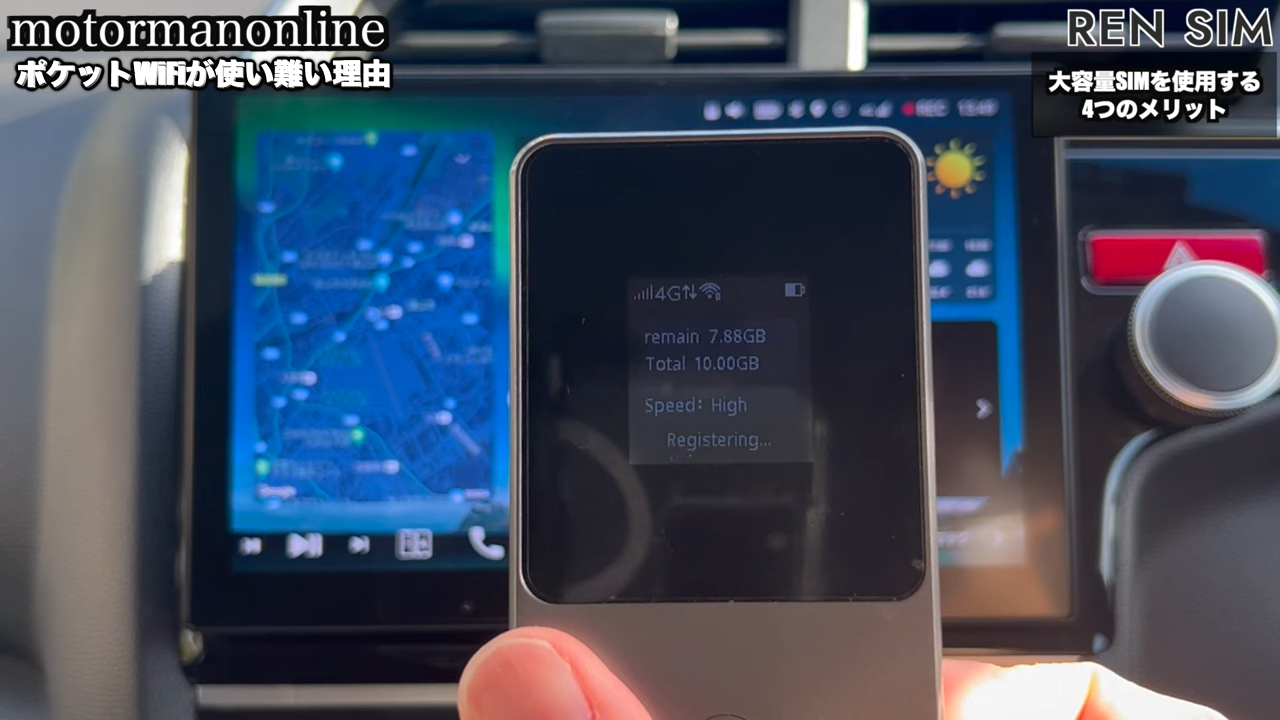 motormanonline
ポケットWiFiが使い難い理由
REN SIM
大容量SIMを使用する
4つのメリット
REC
4G
remain 7.88GB
Total 10.00GB
Speed: High
Registering...
Google